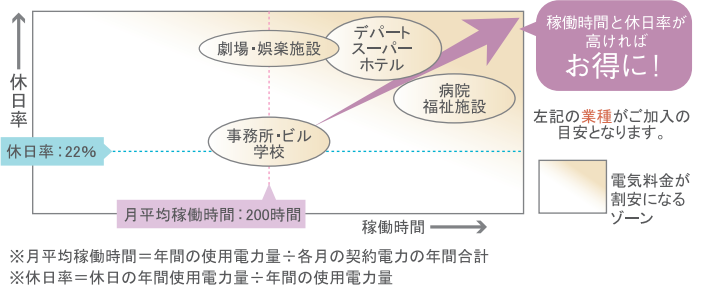 稼働時間と休日率が
高ければ
お得に!
デパート
スーパー
ホテル
劇場・娯楽施設
病院
福祉施設
事務所・ビル
学校
休日率
休日率:22%
月平均稼働時間:200時間
稼働時間
左記の業種がご加入の
目安となります。
電気料金が
割安になる
ゾーン
※月平均稼働時間=年間の使用電力量÷各月の契約電力の年間合計
※休日率=休日の年間使用電力量÷年間の使用電力量